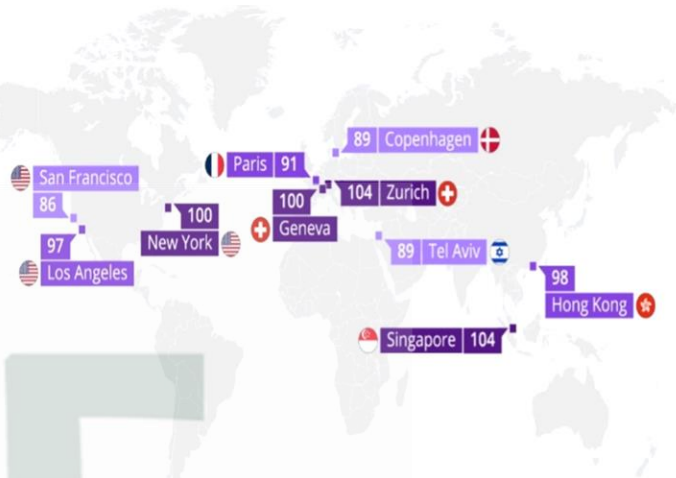 89 Copenhagen
Paris 91
San Francisco
86
104 Zurich
100
Geneva
100
New York
97
Los Angeles
89 Tel Aviv
98
Hong Kong
Singapore 104